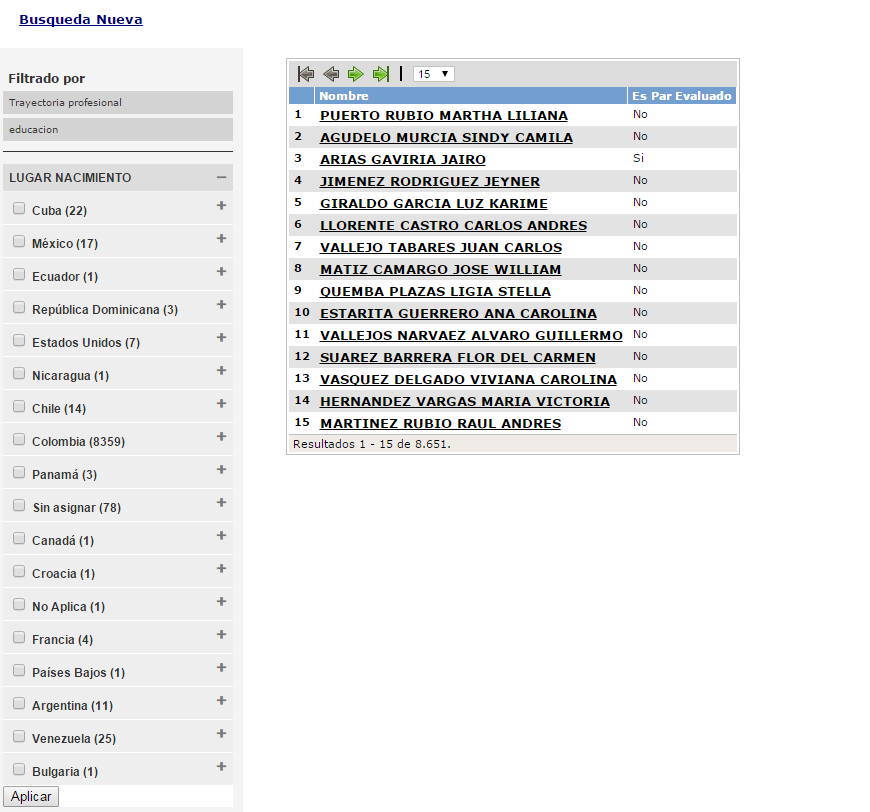 Busqueda Nueva
Filtrado por
Trayectoria profesional
educacion
LUGAR NACIMIENTO
Cuba (22)
México (17)
Ecuador (1)
República Dominicana (3)
Estados Unidos (7)
Nicaragua (1)
Chile (14)
Colombia (8359)
Panamá (3)
Sin asignar (78)
Canadá (1)
Croacia (1)
No Aplica (1)
Francia (4)
Países Bajos (1)
Argentina (11)
Venezuela (25)
Bulgaria (1)
Aplicar
15
Nombre Es Par Evaluado
1 PUERTO RUBIO MARTHA LILIANA No
2 AGUDELO MURCIA SINDY CAMILA No
3 ARIAS GAVIRIA JAIRO Si
4 JIMENEZ RODRIGUEZ JEYNER No
5 GIRALDO GARCIA LUZ KARIME No
6 LLORENTE CASTRO CARLOS ANDRES No
7 VALLEJO TABARES JUAN CARLOS No
8 MATIZ CAMARGO JOSE WILLIAM No
9 QUEMBA PLAZAS LIGIA STELLA No
10 ESTARITA GUERRERO ANA CAROLINA No
11 VALLEJOS NARVAEZ ALVARO GUILLERMO No
12 SUAREZ BARRERA FLOR DEL CARMEN No
13 VASQUEZ DELGADO VIVIANA CAROLINA No
14 HERNANDEZ VARGAS MARIA VICTORIA No
15 MARTINEZ RUBIO RAUL ANDRES No
Resultados 1 - 15 de 8.651.